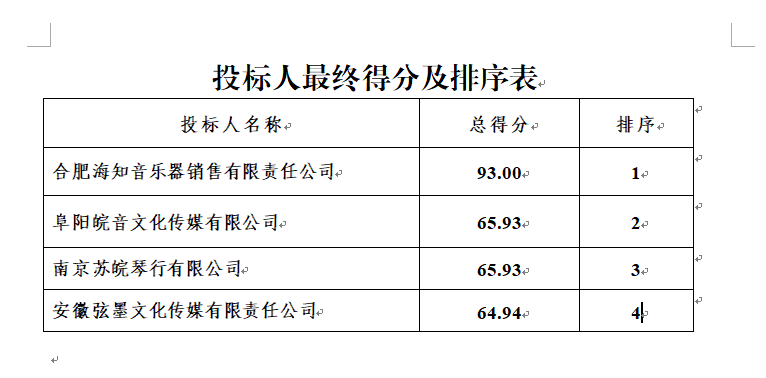 投标人最终得分及排序表
投标人名称 总得分 排序
合肥海知音乐器销售有限责任公司 93.00 1
阜阳皖音文化传媒有限公司 65.93 2
南京苏皖琴行有限公司 65.93 3
安徽弦墨文化传媒有限责任公司 64.94 4